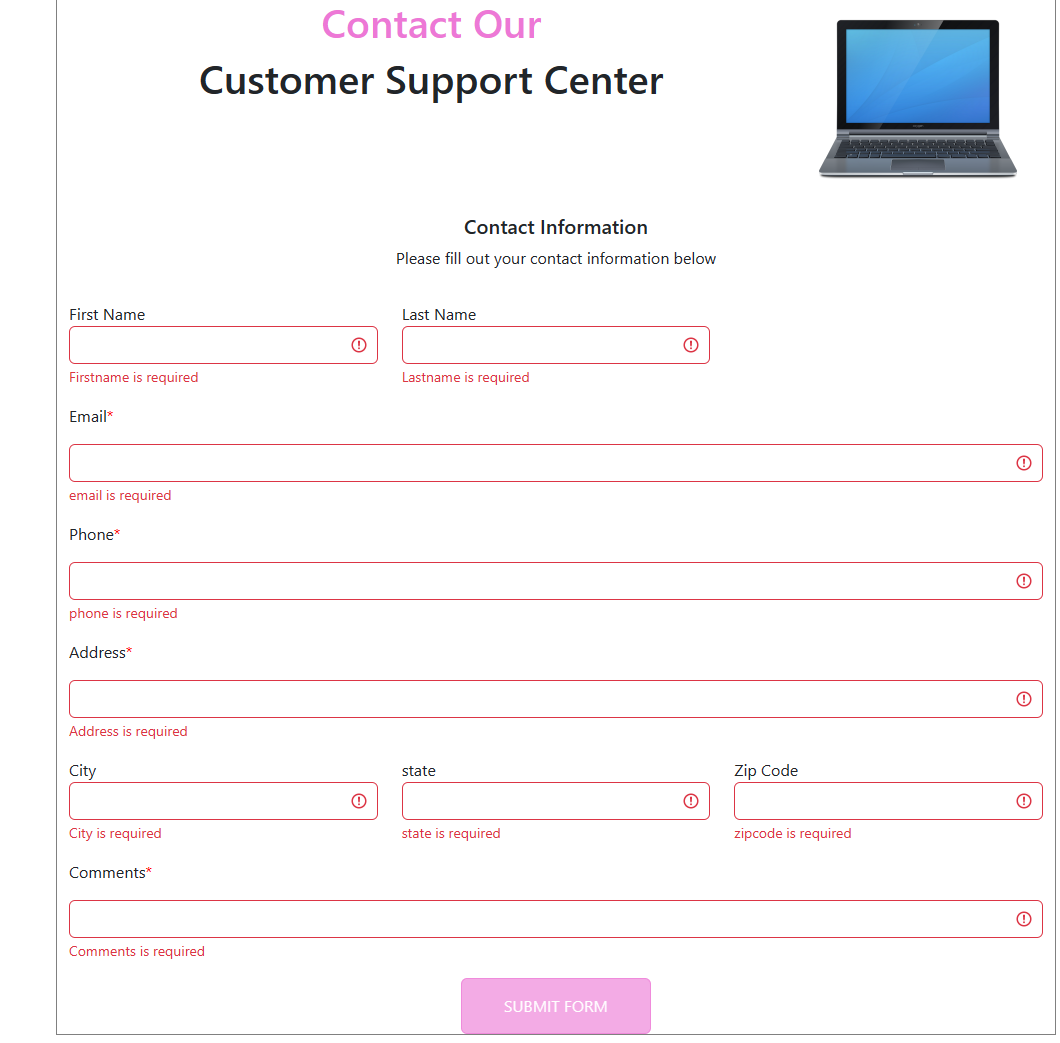 Contact Our
Customer Support Center
Contact Information
Please fill out your contact information below
First Name
Last Name
Firstname is required
Lastname is required
Email*
email is required
Phone*
phone is required
Address*
Address is required
City
state
Zip Code
City is required
state is required
zipcode is required
Comments*
Comments is required
SUBMIT FORM